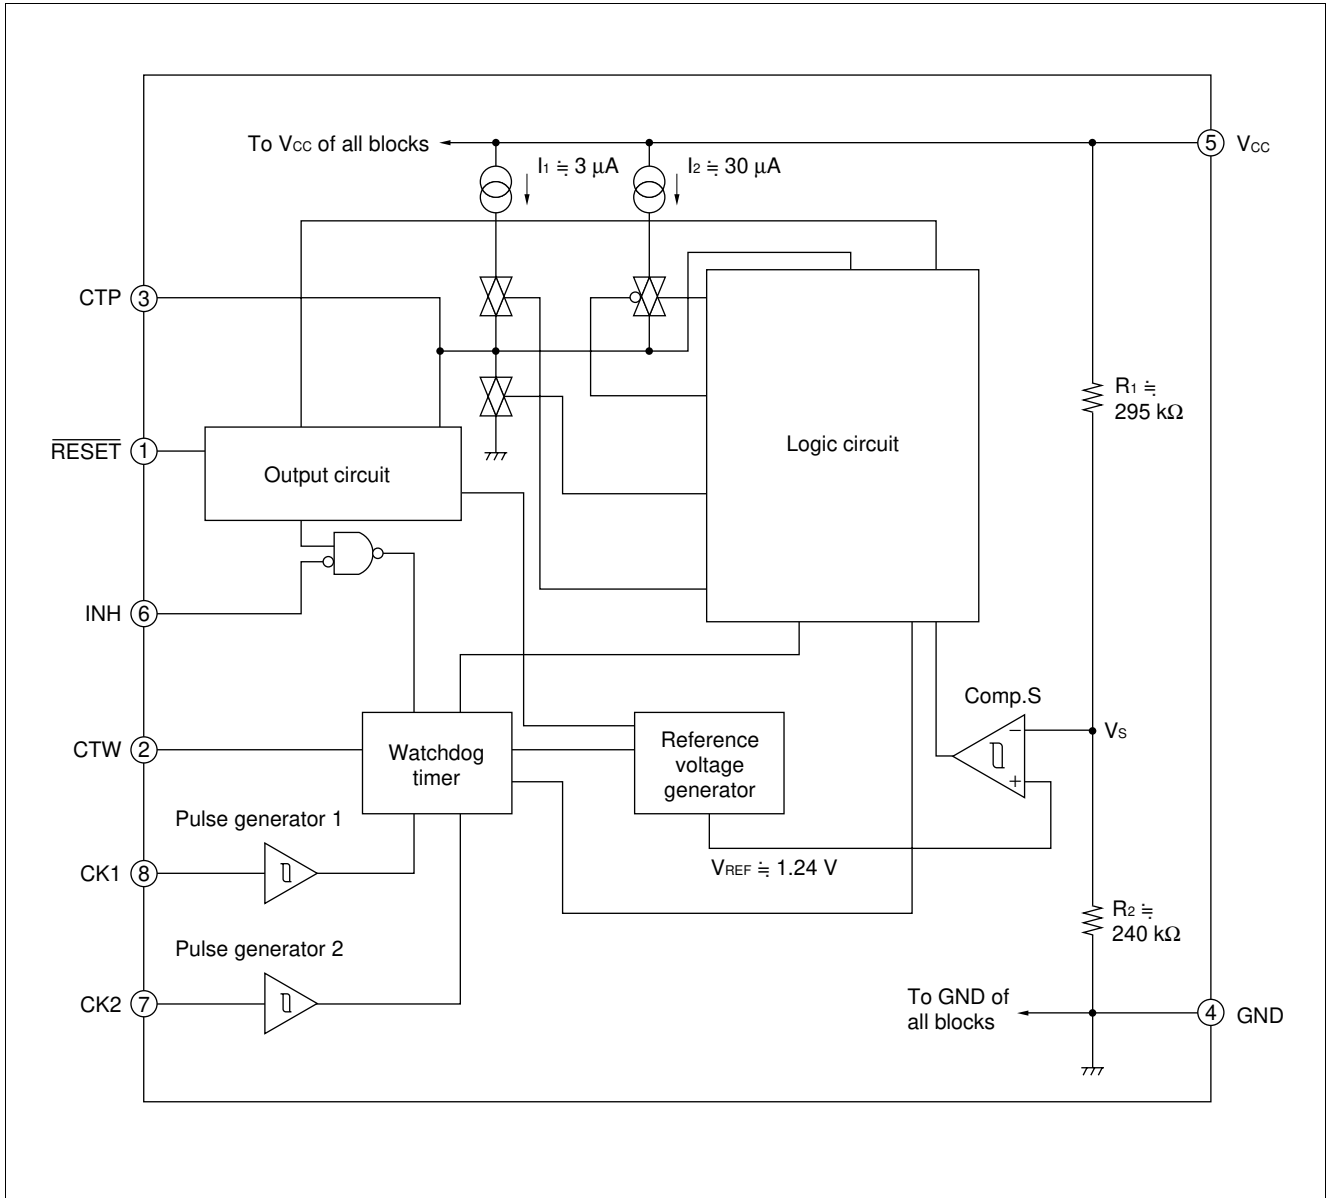 To VCC of all blocks
I1 ≒ 3 μA
I2 ≒ 30 μA
5
VCC
CTP
3
R1 ≒
295 kΩ
RESET
1
Output circuit
Logic circuit
INH
6
Comp.S
−
+
VS
CTW
2
Watchdog
timer
Reference
voltage
generator
Pulse generator 1
CK1
8
VREF ≒ 1.24 V
R2 ≒
240 kΩ
Pulse generator 2
CK2
7
To GND of
all blocks
4
GND